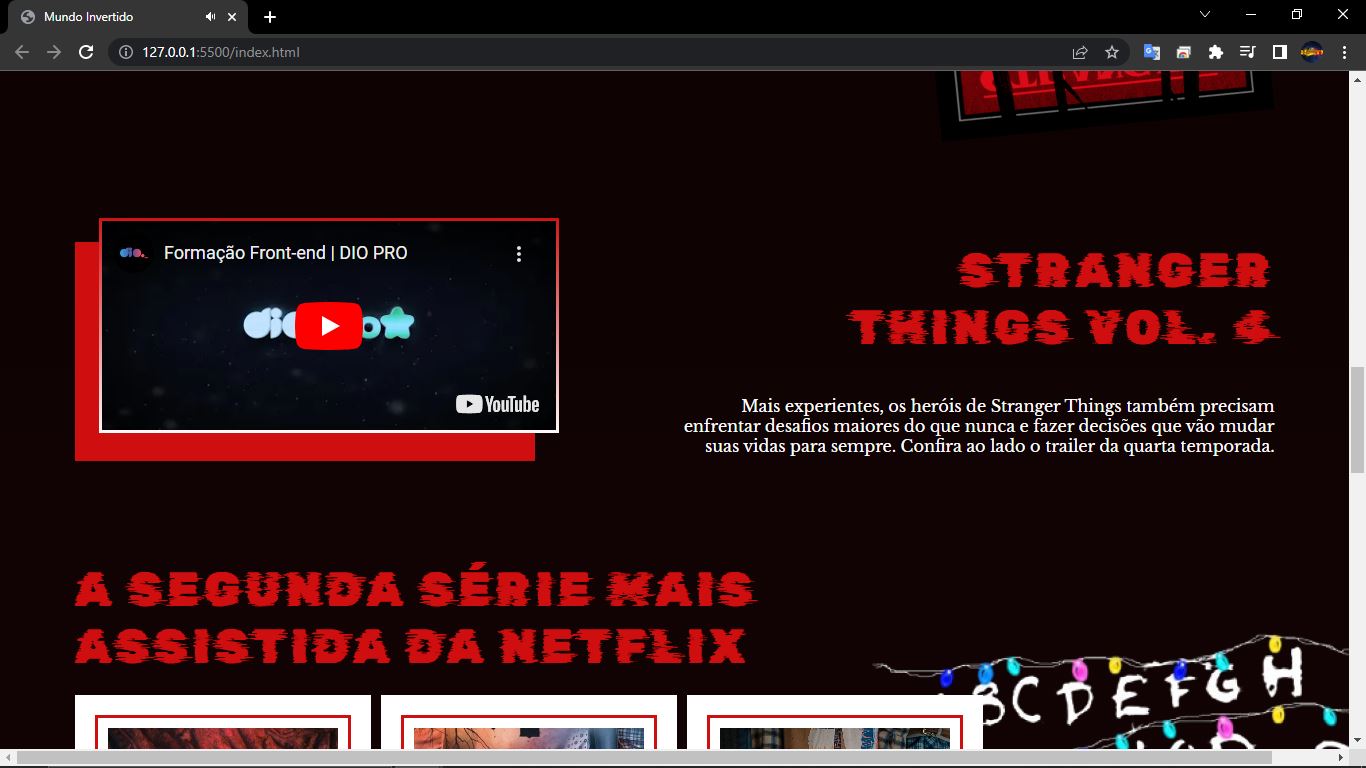 Mundo Invertido
127.0.0.1:5500/index.html
Formação Front-end | DIO PRO
YouTube
STRANGER
THINGS VOL. 4
Mais experientes, os heróis de Stranger Things também precisam
enfrentar desafios maiores do que nunca e fazer decisões que vão mudar
suas vidas para sempre. Confira ao lado o trailer da quarta temporada.
A SEGUNDA SÉRIE MAIS
ASSISTIDA DA NETFLIX
B C D E F G H